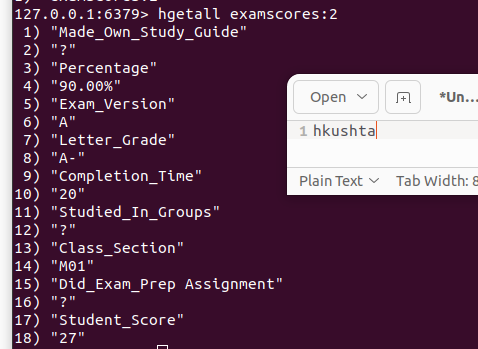 127.0.0.1:6379> hgetall examscores:2
1) "Made_Own_Study_Guide"
2) "?"
3) "Percentage"
4) "90.00%"
5) "Exam_Version"
6) "A"
7) "Letter_Grade"
8) "A-"
9) "Completion_Time"
10) "20"
11) "Studied_In_Groups"
12) "?"
13) "Class_Section"
14) "M01"
15) "Did_Exam_Prep Assignment"
16) "?"
17) "Student_Score"
18) "27"
Open *Un...
1 hkushta
Plain Text Tab Width: 8